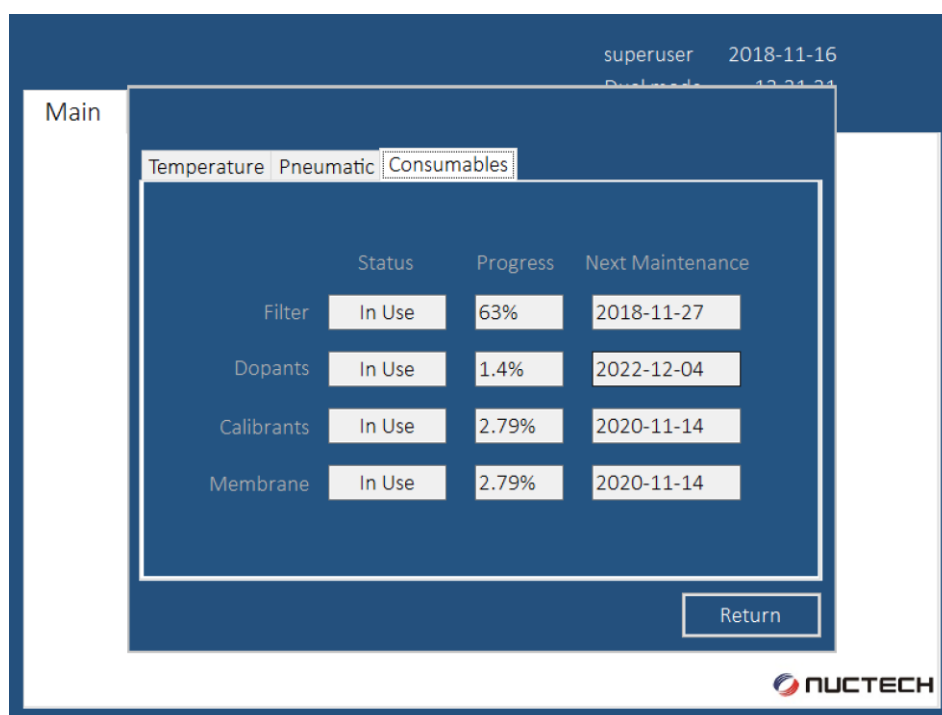 superuser 2018-11-16
Main
Temperature Pneumatic Consumables
Status Progress Next Maintenance
Filter In Use 63% 2018-11-27
Dopants In Use 1.4% 2022-12-04
Calibrants In Use 2.79% 2020-11-14
Membrane In Use 2.79% 2020-11-14
Return
NUCTECH